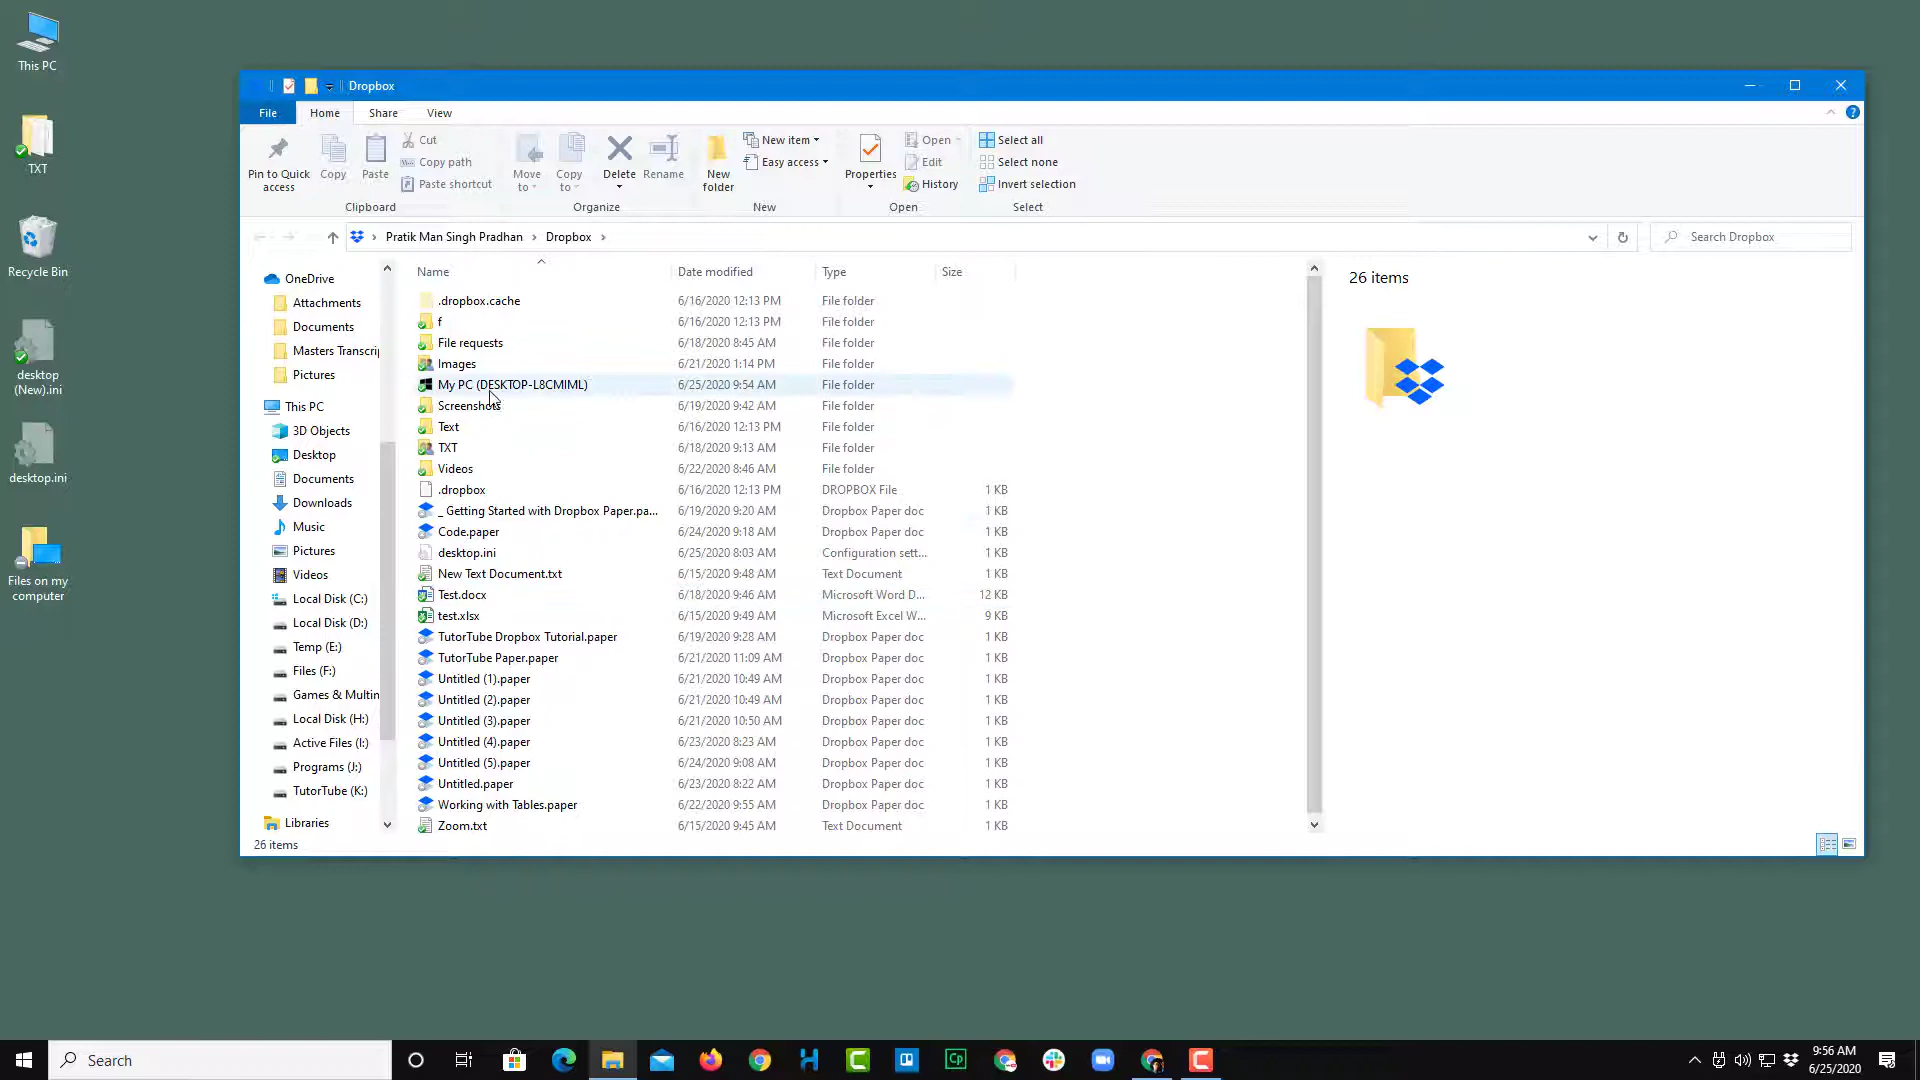 This PC
TXT
Recycle Bin
desktop
(New).ini
desktop.ini
Files on my
computer
Dropbox
File
Home
Share
View
Pin to Quick
access
Copy
Paste
Cut
Copy path
Paste shortcut
Clipboard
Move
to
Copy
to
Delete
Rename
Organize
New
folder
New item
Easy access
New
Properties
Open
Edit
History
Open
Select all
Select none
Invert selection
Select
Pratik Man Singh Pradhan
Dropbox
Search Dropbox
OneDrive
Attachments
Documents
Masters Transcri
Pictures
This PC
3D Objects
Desktop
Documents
Downloads
Music
Pictures
Videos
Local Disk (C:)
Local Disk (D:)
Temp (E:)
Files (F:)
Games & Multin
Local Disk (H:)
Active Files (I:)
Programs (J:)
TutorTube (K:)
Libraries
Name Date modified Type Size
.dropbox.cache 6/16/2020 12:13 PM File folder
f 6/16/2020 12:13 PM File folder
File requests 6/18/2020 8:45 AM File folder
Images 6/21/2020 1:14 PM File folder
My PC (DESKTOP-L8CMIML) 6/25/2020 9:54 AM File folder
Screenshots 6/19/2020 9:42 AM File folder
Text 6/16/2020 12:13 PM File folder
TXT 6/18/2020 9:13 AM File folder
Videos 6/22/2020 8:46 AM File folder
.dropbox 6/16/2020 12:13 PM DROPBOX File 1 KB
_ Getting Started with Dropbox Paper.pa... 6/19/2020 9:20 AM Dropbox Paper doc 1 KB
Code.paper 6/24/2020 9:18 AM Dropbox Paper doc 1 KB
desktop.ini 6/25/2020 8:03 AM Configuration sett... 1 KB
New Text Document.txt 6/15/2020 9:48 AM Text Document 1 KB
Test.docx 6/18/2020 9:46 AM Microsoft Word D... 12 KB
test.xlsx 6/15/2020 9:49 AM Microsoft Excel W... 9 KB
TutorTube Dropbox Tutorial.paper 6/19/2020 9:28 AM Dropbox Paper doc 1 KB
TutorTube Paper.paper 6/21/2020 11:09 AM Dropbox Paper doc 1 KB
Untitled (1).paper 6/21/2020 10:49 AM Dropbox Paper doc 1 KB
Untitled (2).paper 6/21/2020 10:49 AM Dropbox Paper doc 1 KB
Untitled (3).paper 6/21/2020 10:50 AM Dropbox Paper doc 1 KB
Untitled (4).paper 6/23/2020 8:23 AM Dropbox Paper doc 1 KB
Untitled (5).paper 6/24/2020 9:08 AM Dropbox Paper doc 1 KB
Untitled.paper 6/23/2020 8:22 AM Dropbox Paper doc 1 KB
Working with Tables.paper 6/22/2020 9:55 AM Dropbox Paper doc 1 KB
Zoom.txt 6/15/2020 9:45 AM Text Document 1 KB
26 items
26 items
Search
Cp
9:56 AM
6/25/2020